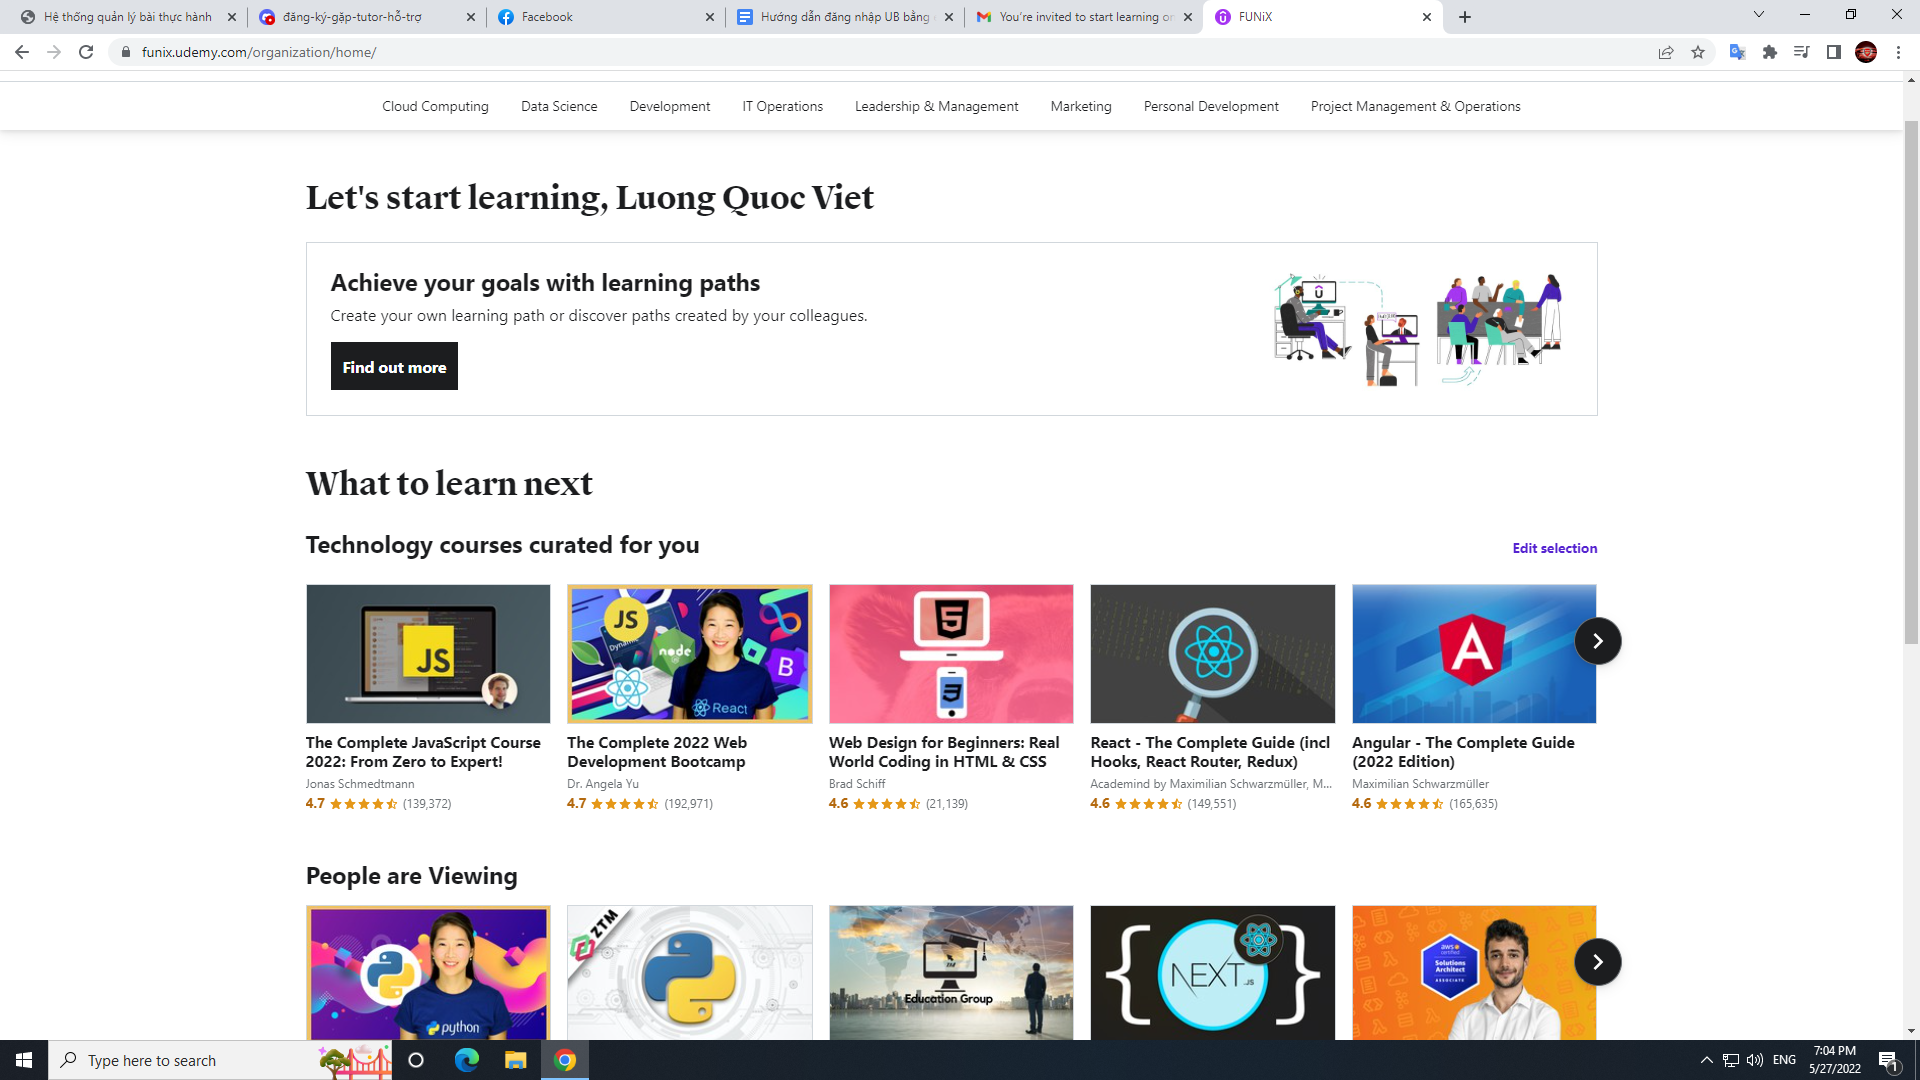 Hệ thống quản lý bài thực hành
đăng-ký-gặp-tutor-hỗ-trợ
Facebook
Hướng dẫn đăng nhập UB bằng
You're invited to start learning on
FUNiX
funix.udemy.com/organization/home/
Cloud Computing
Data Science
Development
IT Operations
Leadership & Management
Marketing
Personal Development
Project Management & Operations
Let's start learning, Luong Quoc Viet
Achieve your goals with learning paths
Create your own learning path or discover paths created by your colleagues.
Find out more
What to learn next
Technology courses curated for you
Edit selection
JS
JS
node
React
B
The Complete JavaScript Course
2022: From Zero to Expert!
Jonas Schmedtmann
4.7 (139,372)
The Complete 2022 Web
Development Bootcamp
Dr. Angela Yu
4.7 (192,971)
Web Design for Beginners: Real
World Coding in HTML & CSS
Brad Schiff
4.6 (21,139)
React - The Complete Guide (incl
Hooks, React Router, Redux)
Academind by Maximilian Schwarzmüller, M...
4.6 (149,551)
Angular - The Complete Guide
(2022 Edition)
Maximilian Schwarzmüller
4.6 (165,635)
People are Viewing
python
ZTM
Education Group
NEXT.JS
aws
certified
Solutions
Architect
ASSOCIATE
Type here to search
ENG
7:04 PM
5/27/2022
1